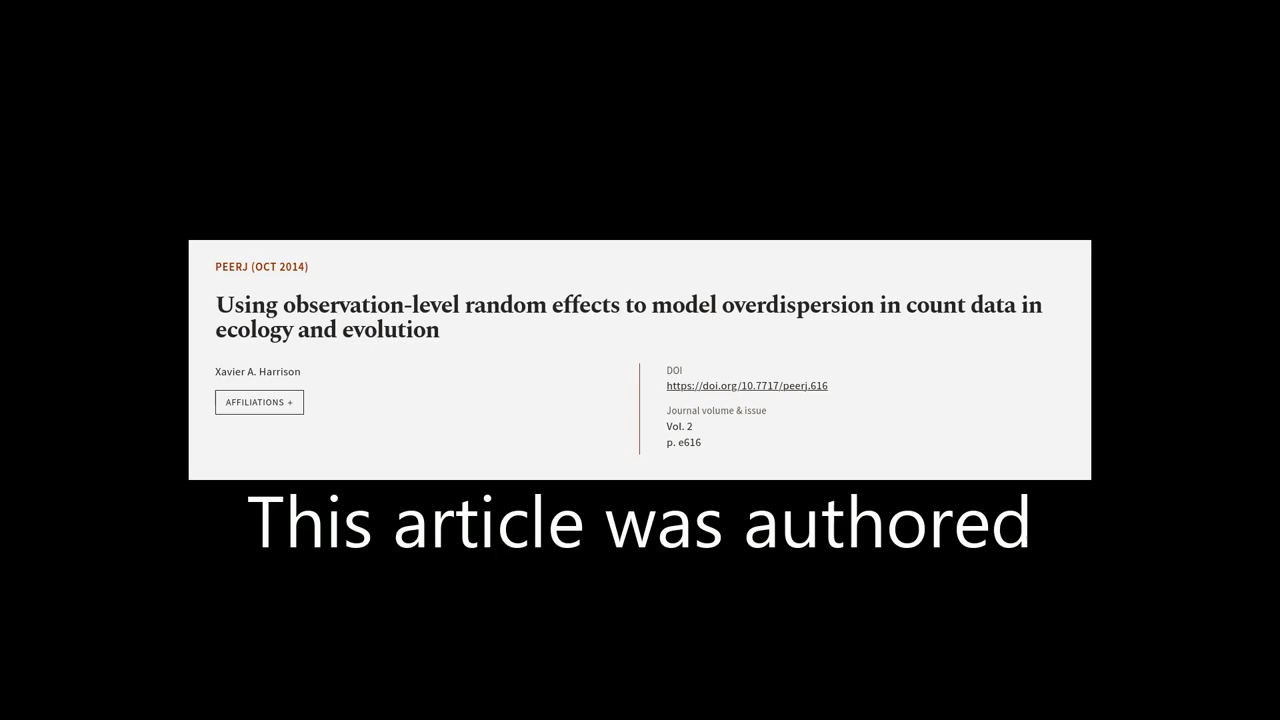 PEERJ (OCT 2014)
Using observation-level random effects to model overdispersion in count data in
ecology and evolution
Xavier A. Harrison
AFFILIATIONS +
DOI
https://doi.org/10.7717/peerj.616
Journal volume & issue
Vol. 2
p. e616
This article was authored